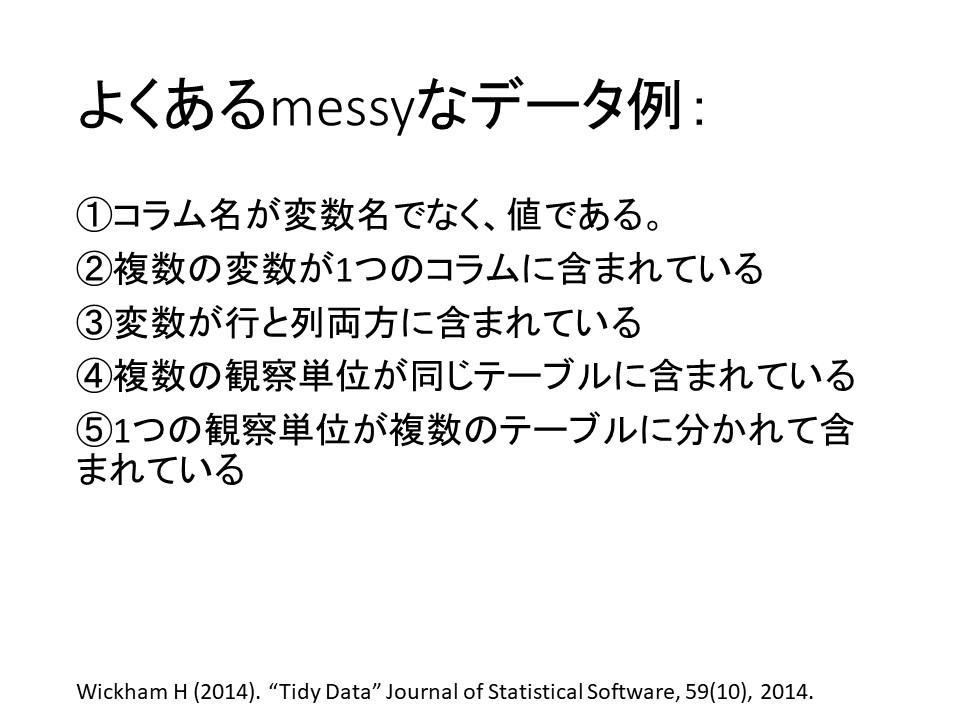 よくあるmessyなデータ例：
①コラム名が変数名でなく、値である。
②複数の変数が1つのコラムに含まれている
③変数が行と列両方に含まれている
④複数の観察単位が同じテーブルに含まれている
⑤1つの観察単位が複数のテーブルに分かれて含
まれている
Wickham H (2014). “Tidy Data” Journal of Statistical Software, 59(10), 2014.